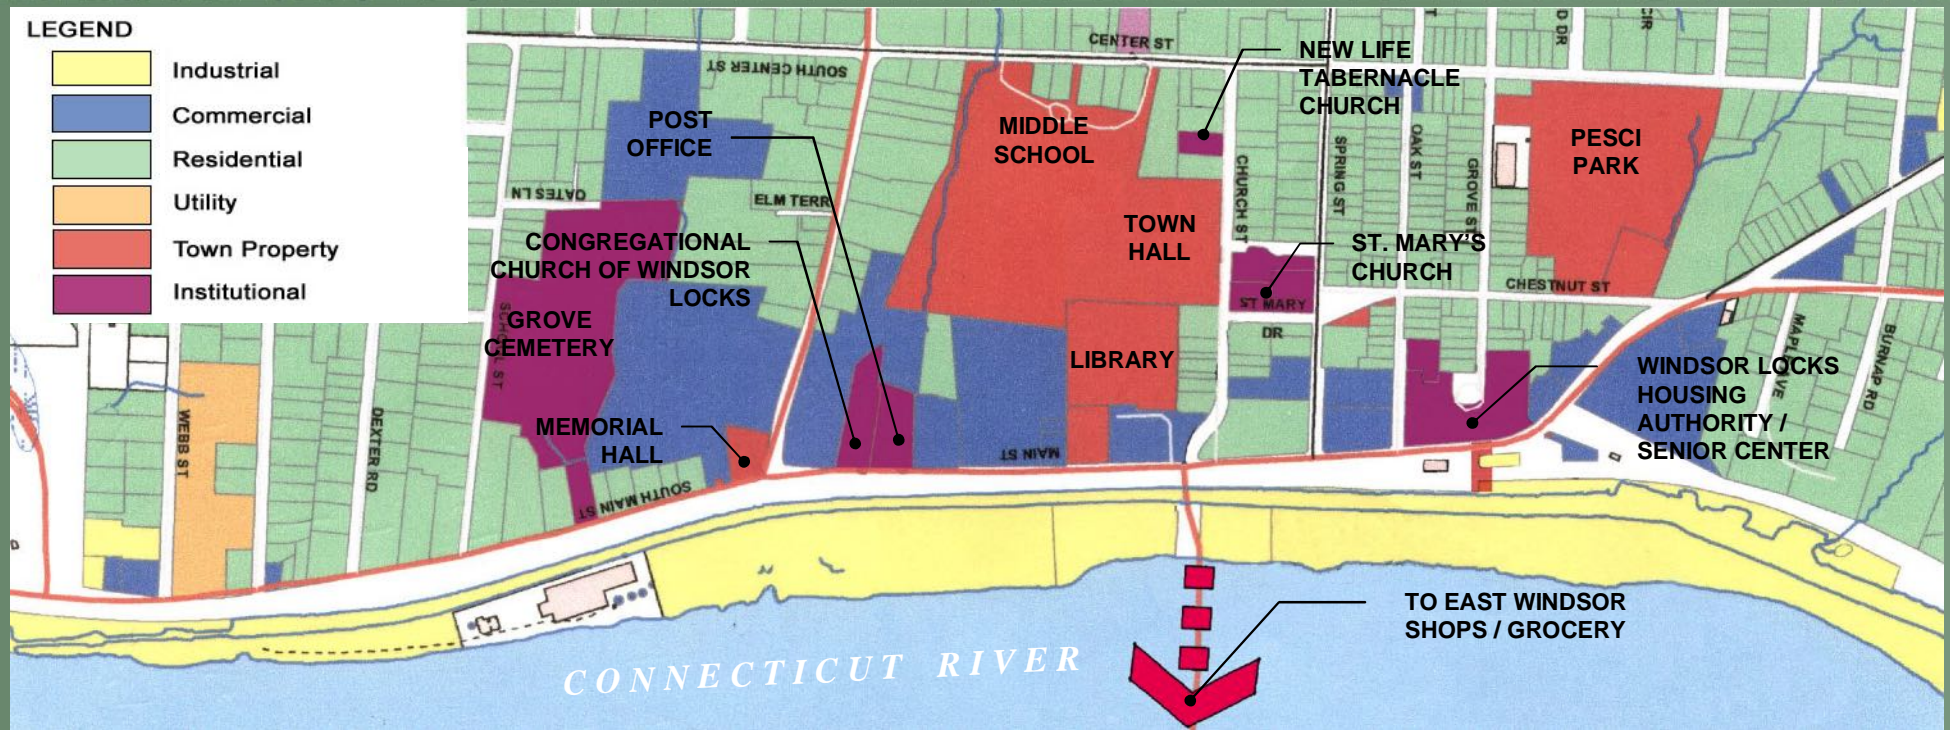 LEGEND
Industrial
Commercial
Residential
Utility
Town Property
Institutional
SOUTH CENTER ST
CENTER ST
NEW LIFE
TABERNACLE
CHURCH
POST
OFFICE
MIDDLE
SCHOOL
PESCI
PARK
OATES LN
ELM TERR
CHURCH ST
SPRING ST
OAK ST
GROVE ST
CONGREGATIONAL
CHURCH OF WINDSOR
LOCKS
TOWN
HALL
ST. MARY'S
CHURCH
ST MARY
DR
CHESTNUT ST
GROVE
CEMETERY
SCHOOL ST
LIBRARY
MAPLE AVE
BURNAP RD
WINDSOR LOCKS
HOUSING
AUTHORITY /
SENIOR CENTER
MEMORIAL
HALL
MAIN ST
WEBB ST
DEXTER RD
SOUTH MAIN ST
TO EAST WINDSOR
SHOPS / GROCERY
CONNECTICUT RIVER